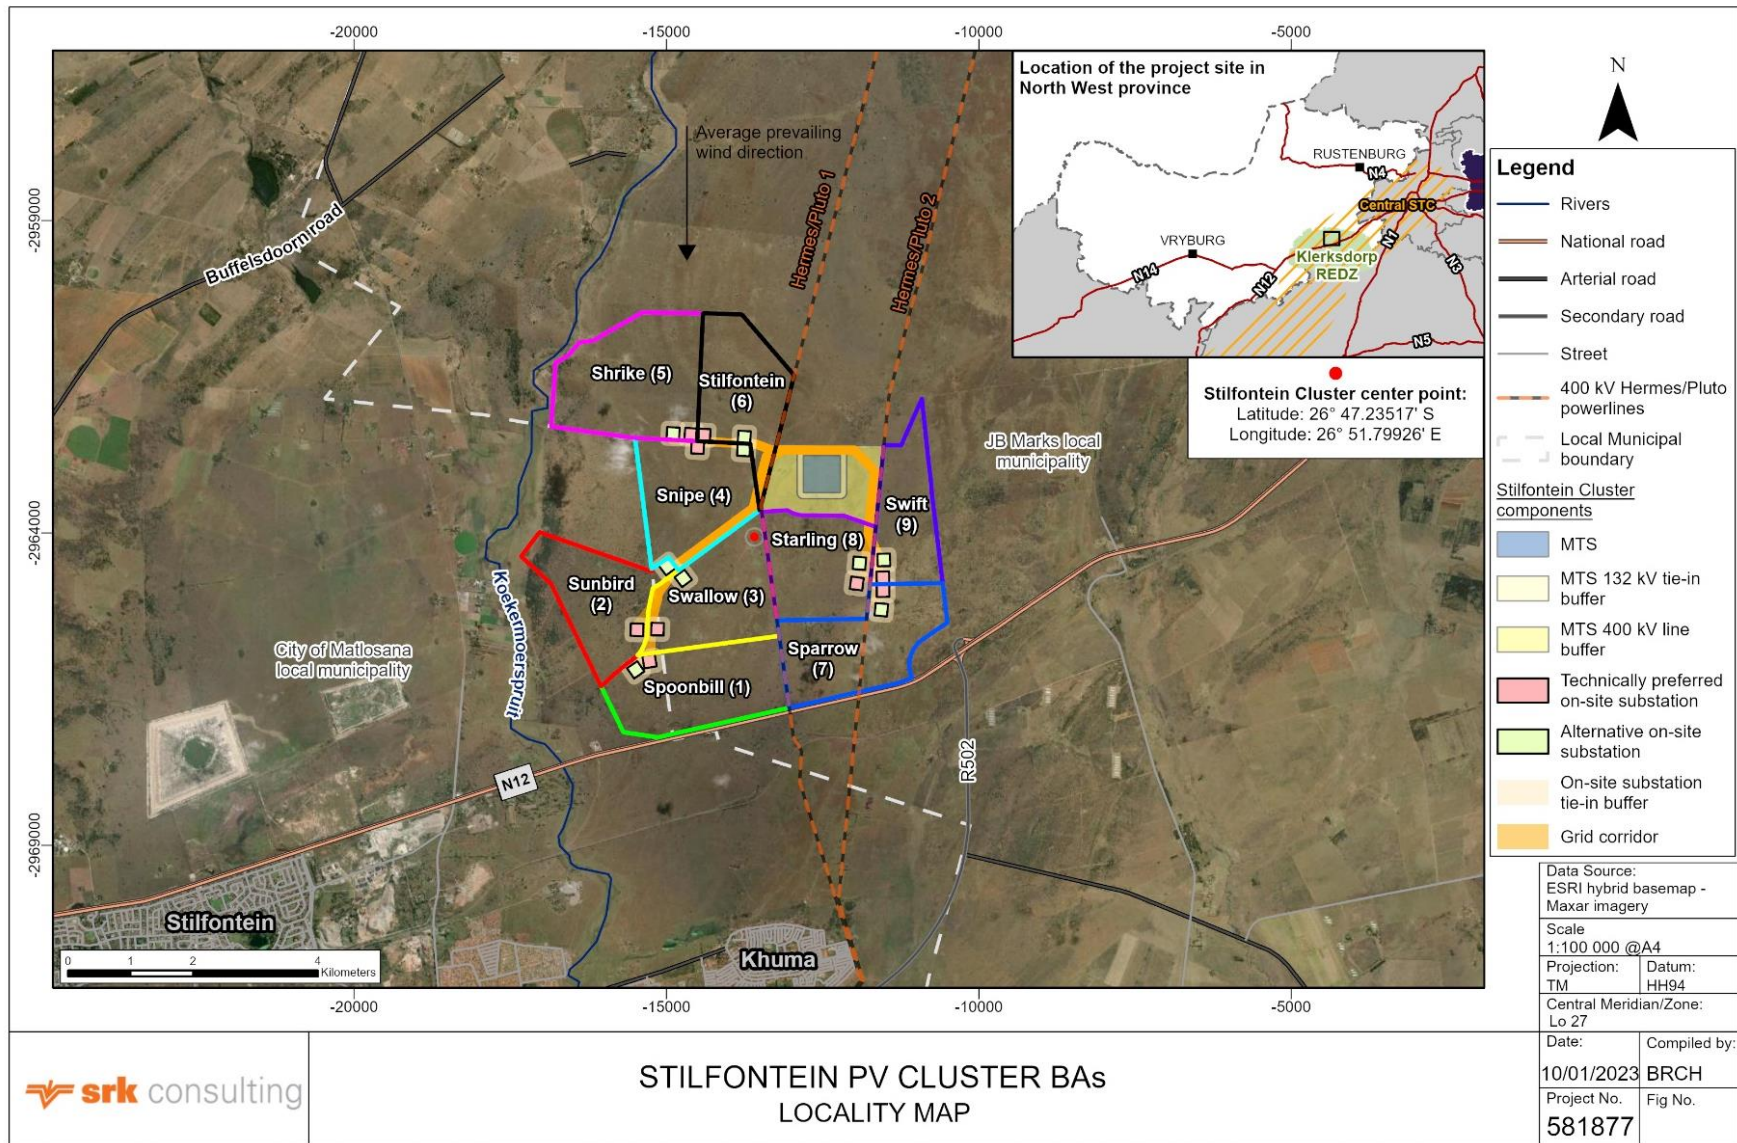 -20000
-15000
-10000
-5000
-2959000
-2964000
-2969000
Average prevailing
wind direction
Buffelsdoorn road
Hermes/Pluto 1
Hermes/Pluto 2
Shrike (5)
Stilfontein
(6)
Snipe (4)
Swift
(9)
Starling (8)
Sunbird
(2)
Swallow (3)
Sparrow
(7)
Spoonbill (1)
JB Marks local
municipality
City of Matlosana
local municipality
Koekermoerspruit
N12
R502
Stilfontein
Khuma
0 1 2 4
Kilometers
-20000
-15000
-10000
-5000
Location of the project site in
North West province
RUSTENBURG
N4
Central STC
VRYBURG
N14
N12
Klerksdorp
REDZ
N1
N3
N5
Stilfontein Cluster center point:
Latitude: 26° 47.23517' S
Longitude: 26° 51.79926' E
N
Legend
Rivers
National road
Arterial road
Secondary road
Street
400 kV Hermes/Pluto
powerlines
Local Municipal
boundary
Stilfontein Cluster
components
MTS
MTS 132 kV tie-in
buffer
MTS 400 kV line
buffer
Technically preferred
on-site substation
Alternative on-site
substation
On-site substation
tie-in buffer
Grid corridor
Data Source:
ESRI hybrid basemap -
Maxar imagery
Scale
1:100 000 @A4
Projection: Datum:
TM HH94
Central Meridian/Zone:
Lo 27
Date: Compiled by:
10/01/2023 BRCH
Project No. Fig No.
581877
srk consulting
STILFONTEIN PV CLUSTER BAs
LOCALITY MAP